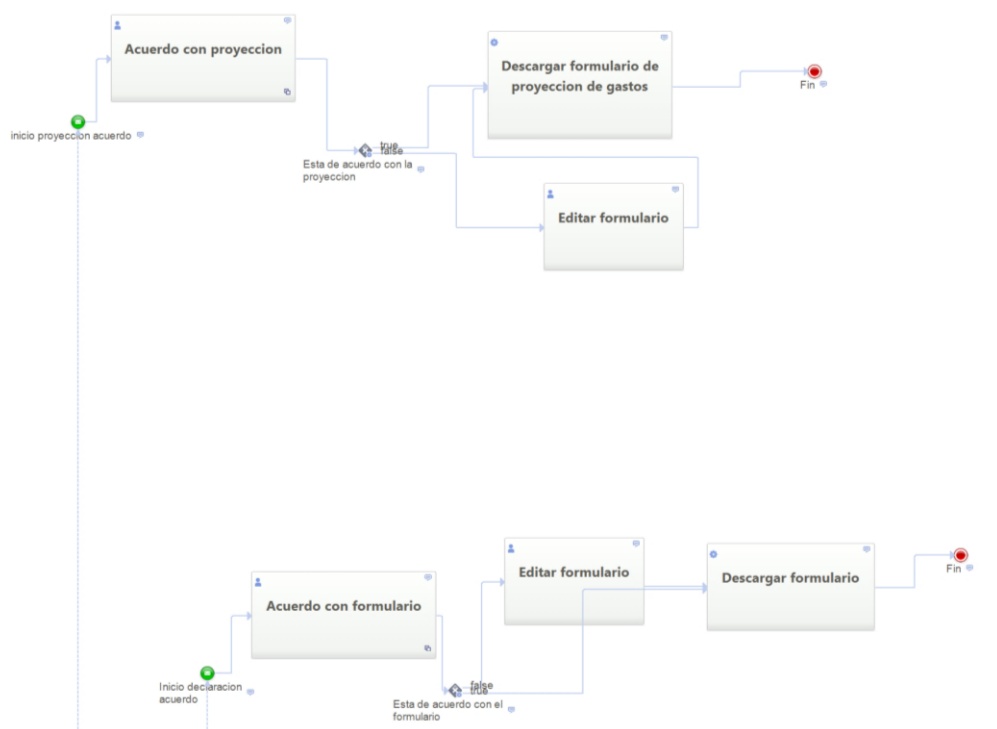 Acuerdo con proyeccion
Descargar formulario de
proyeccion de gastos
Fin
inicio proyeccion acuerdo
true
false
Esta de acuerdo con la
proyeccion
Editar formulario
Editar formulario
Descargar formulario
Fin
Acuerdo con formulario
Inicio declaracion
acuerdo
false
true
Esta de acuerdo con el
formulario